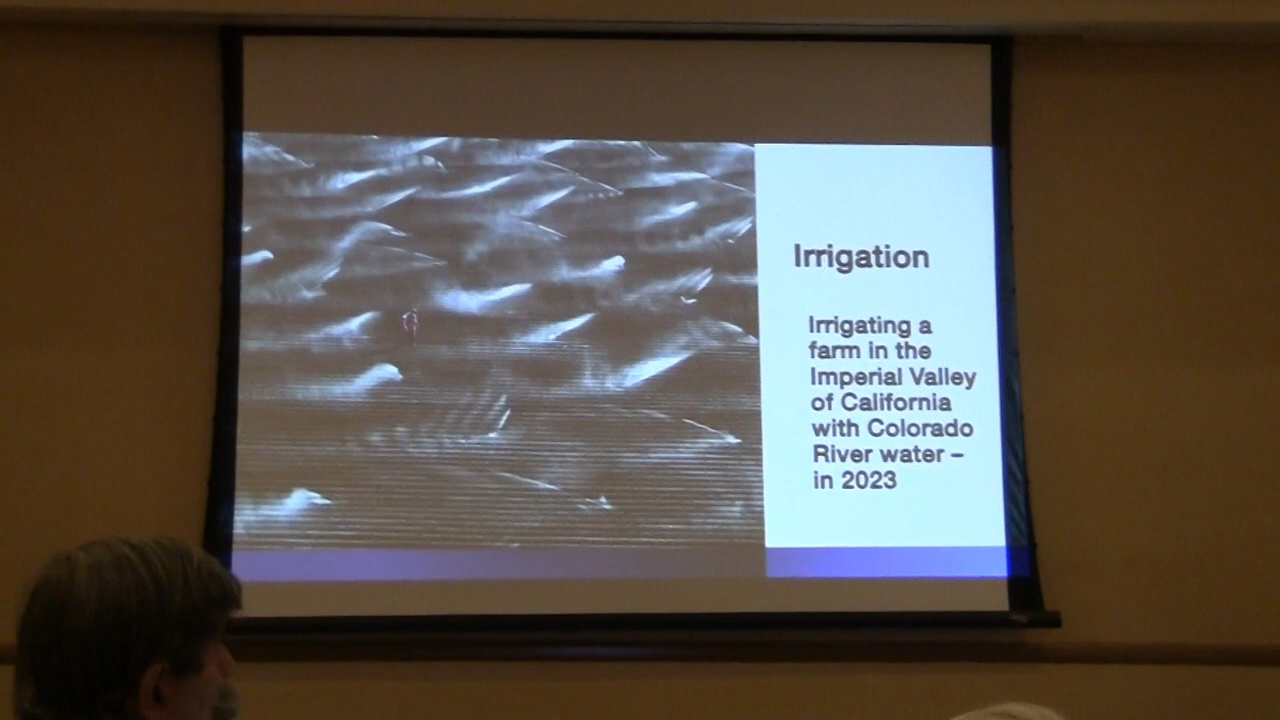 Irrigation
Irrigating a
farm in the
Imperial Valley
of California
with Colorado
River water –
in 2023